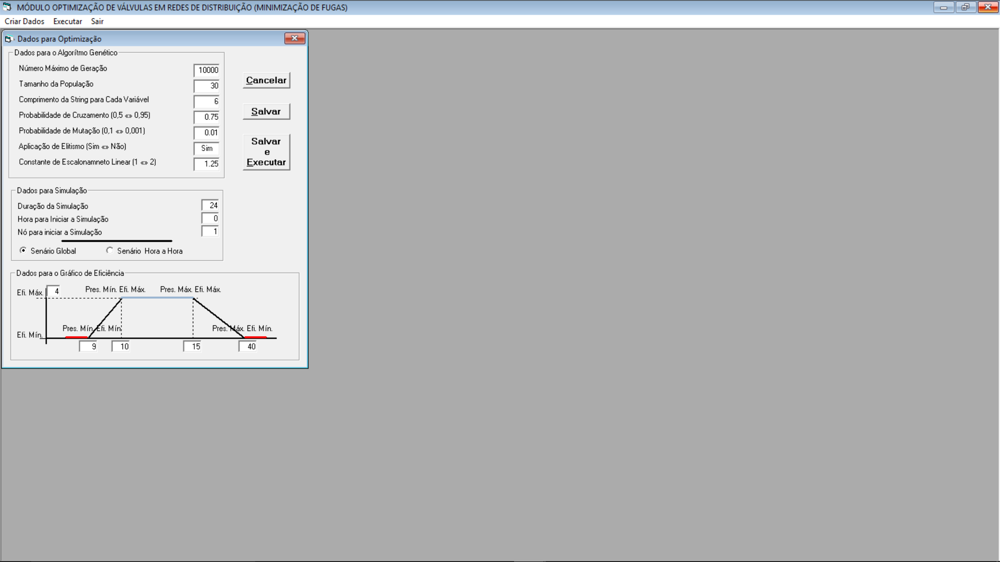 MÓDULO OPTIMIZAÇÃO DE VÁLVULAS EM REDES DE DISTRIBUIÇÃO (MINIMIZAÇÃO DE FUGAS)
Criar Dados Executar Sair
Dados para Optimização
Dados para o Algorítmo Genético
Número Máximo de Geração 10000
Tamanho da População 30
Comprimento da String para Cada Variável 6
Probabilidade de Cruzamento (0,5 «» 0,95) 0.75
Probabilidade de Mutação (0,1 «» 0,001) 0.01
Aplicação de Elitismo (Sim «» Não) Sim
Constante de Escalonamneto Linear (1 «» 2) 1.25
Cancelar
Salvar
Salvar
e
Executar
Dados para Simulação
Duração da Simulação 24
Hora para Iniciar a Simulação 0
Nó para iniciar a Simulação 1
Senário Global Senário Hora a Hora
Dados para o Gráfico de Eficiência
Efi. Máx. 4 Pres. Mín. Efi. Máx. Pres. Máx. Efi. Máx.
Pres. Mín. Efi. Mín. Pres. Máx. Efi. Mín.
Efi. Mín.
9 10 15 40